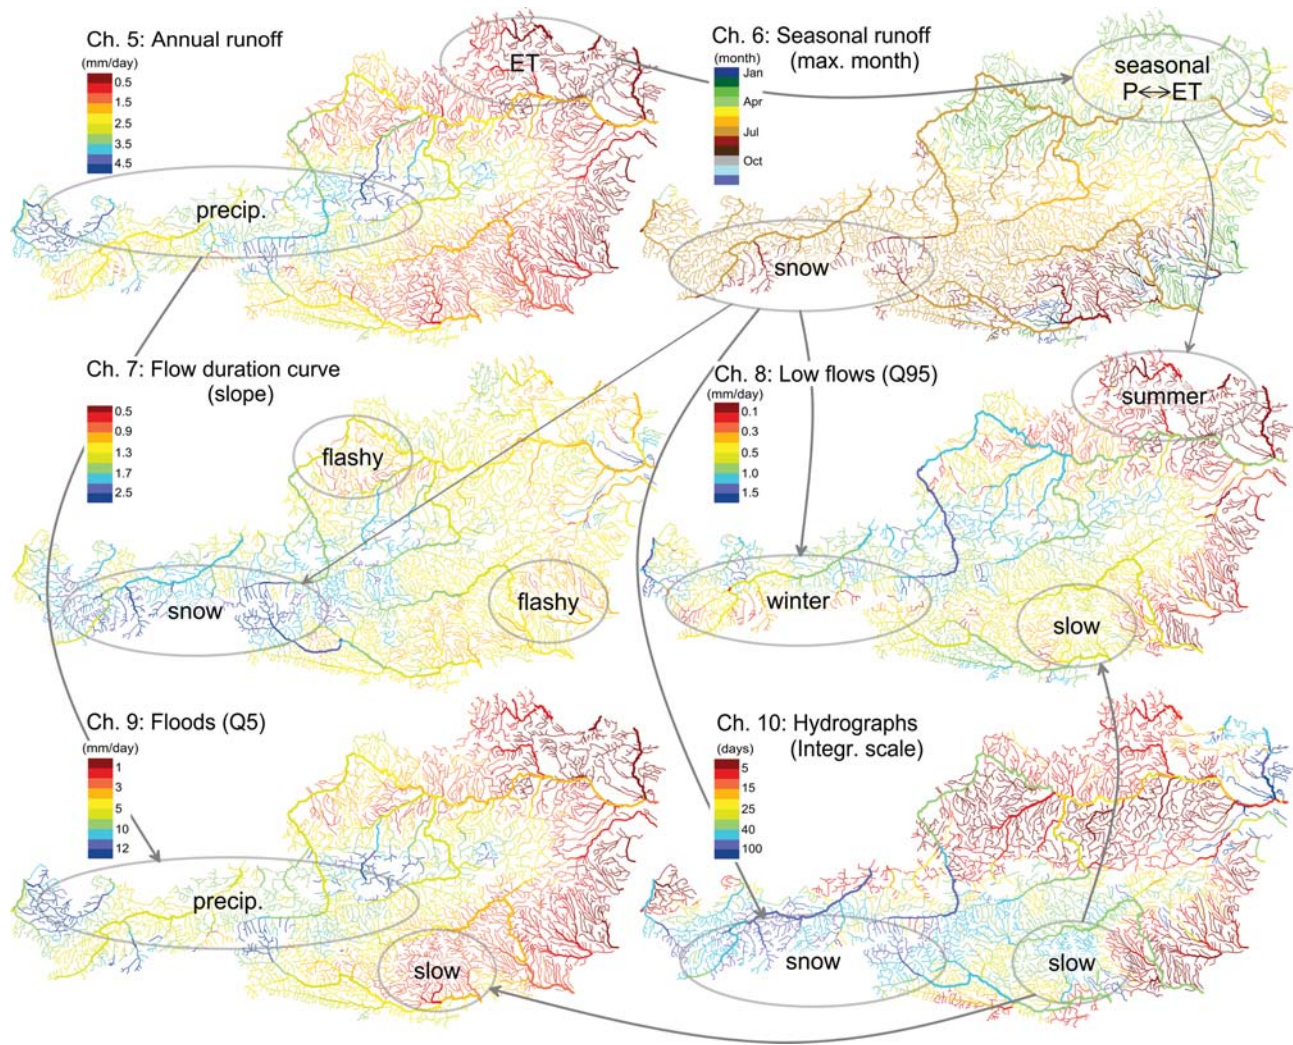 Ch. 5: Annual runoff
(mm/day)
0.5
1.5
2.5
3.5
4.5
ET
precip.
Ch. 6: Seasonal runoff
(max. month)
(month)
Jan
Apr
Jul
Oct
seasonal
P↔ET
snow
Ch. 7: Flow duration curve
(slope)
0.5
0.9
1.3
1.7
2.5
flashy
flashy
snow
Ch. 8: Low flows (Q95)
(mm/day)
0.1
0.3
0.5
1.0
1.5
summer
winter
slow
Ch. 9: Floods (Q5)
(mm/day)
1
3
5
10
12
precip.
slow
Ch. 10: Hydrographs
(Integr. scale)
(days)
5
15
25
40
100
snow
slow